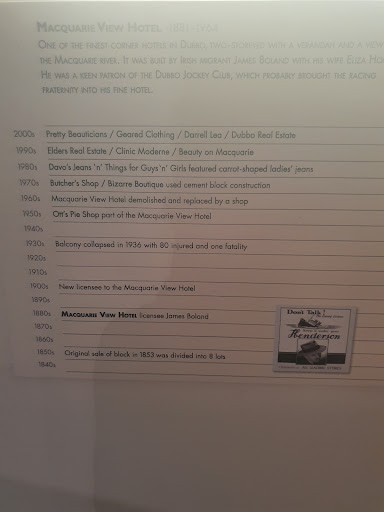 MACQUARIE VIEW HOTEL 1881-1964
ONE OF THE FINEST CORNER HOTELS IN DUBBO, TWO-STOREYED WITH A VERANDAH AND A VIEW
THE MACQUARIE RIVER. IT WAS BUILT BY IRISH MIGRANT JAMES BOLAND WITH HIS WIFE ELIZA
HE WAS A KEEN PATRON OF THE DUBBO JOCKEY CLUB, WHICH PROBABLY BROUGHT THE RACING
FRATERNITY INTO HIS FINE HOTEL.
2000s Pretty Beauticians / Geared Clothing / Darrell Lea / Dubbo Real Estate
1990s Elders Real Estate / Clinic Moderne / Beauty on Macquarie
1980s Davo's Jeans 'n' Things for Guys 'n' Girls featured carrot-shaped ladies' jeans
1970s Butcher's Shop / Bizarre Boutique used cement block construction
1960s Macquarie View Hotel demolished and replaced by a shop
1950s Ott's Pie Shop part of the Macquarie View Hotel
1940s
1930s Balcony collapsed in 1936 with 80 injured and one fatality
1920s
1910s
1900s New licensee to the Macquarie View Hotel
1890s
1880s MACQUARIE VIEW HOTEL licensee James Boland
1870s
1860s
1850s Original sale of block in 1853 was divided into 8 lots
1840s
Don't Talk!
Henderson